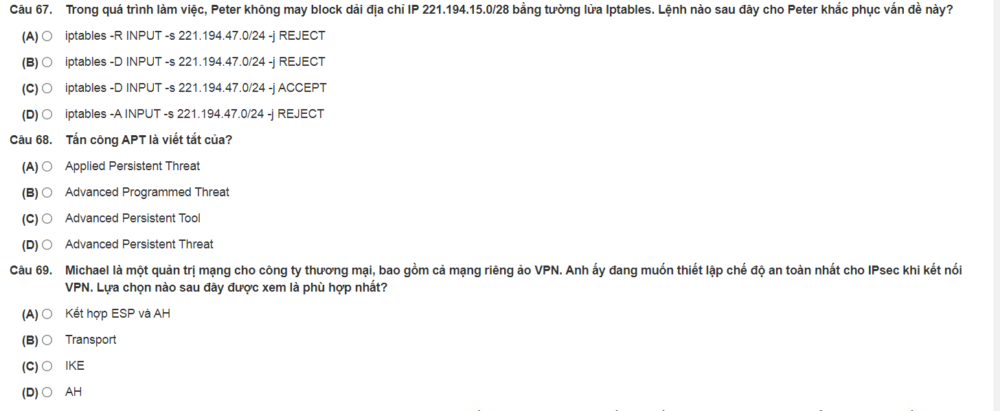 Câu 67. Trong quá trình làm việc, Peter không may block dải địa chỉ IP 221.194.15.0/28 bằng tường lửa Iptables. Lệnh nào sau đây cho Peter khắc phục vấn đề này?
(A) iptables -R INPUT -s 221.194.47.0/24 -j REJECT
(B) iptables -D INPUT -s 221.194.47.0/24 -j REJECT
(C) iptables -D INPUT -s 221.194.47.0/24 -j ACCEPT
(D) iptables -A INPUT -s 221.194.47.0/24 -j REJECT
Câu 68. Tấn công APT là viết tắt của?
(A) Applied Persistent Threat
(B) Advanced Programmed Threat
(C) Advanced Persistent Tool
(D) Advanced Persistent Threat
Câu 69. Michael là một quản trị mạng cho công ty thương mại, bao gồm cả mạng riêng ảo VPN. Anh ấy đang muốn thiết lập chế độ an toàn nhất cho IPsec khi kết nối
VPN. Lựa chọn nào sau đây được xem là phù hợp nhất?
(A) Kết hợp ESP và AH
(B) Transport
(C) IKE
(D) AH